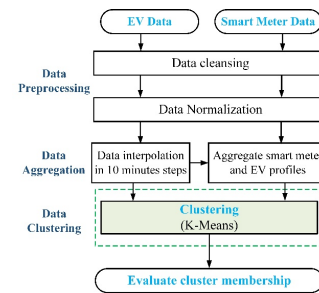 EV Data
Smart Meter Data
Data cleansing
Data
Preprocessing
Data Normalization
Data
Aggregation
Data interpolation
in 10 minutes steps
Aggregate smart meter
and EV profiles
Data
Clustering
Clustering
(K-Means)
Evaluate cluster membership